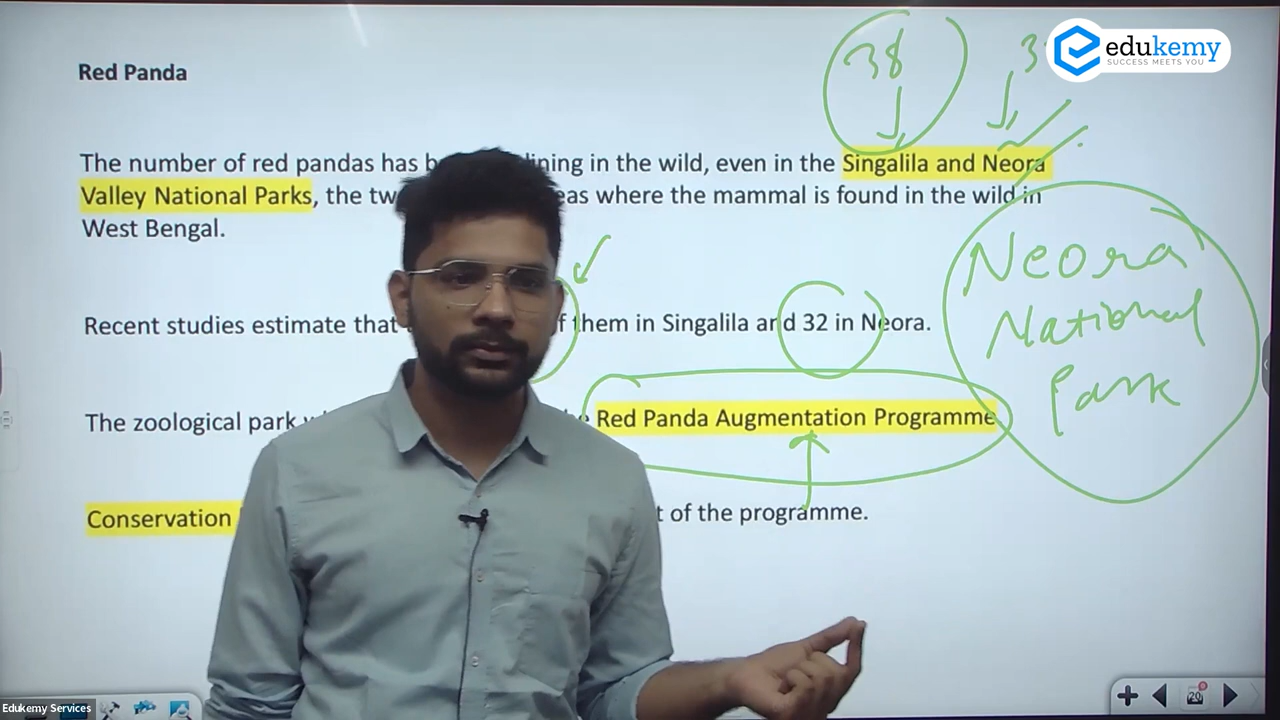 Red Panda
38 3
edukemy
SUCCESS MEETS YOU
The number of red pandas has in the wild, even in the Singalila and Neora
Valley National Parks, the where the mammal is found in the wild in
West Bengal.
Neora
National
Park
Recent studies estimate that them in Singalila and 32 in Neora.
The zoological park Red Panda Augmentation Programme
Conservation of the programme.
Edukemy Services
20